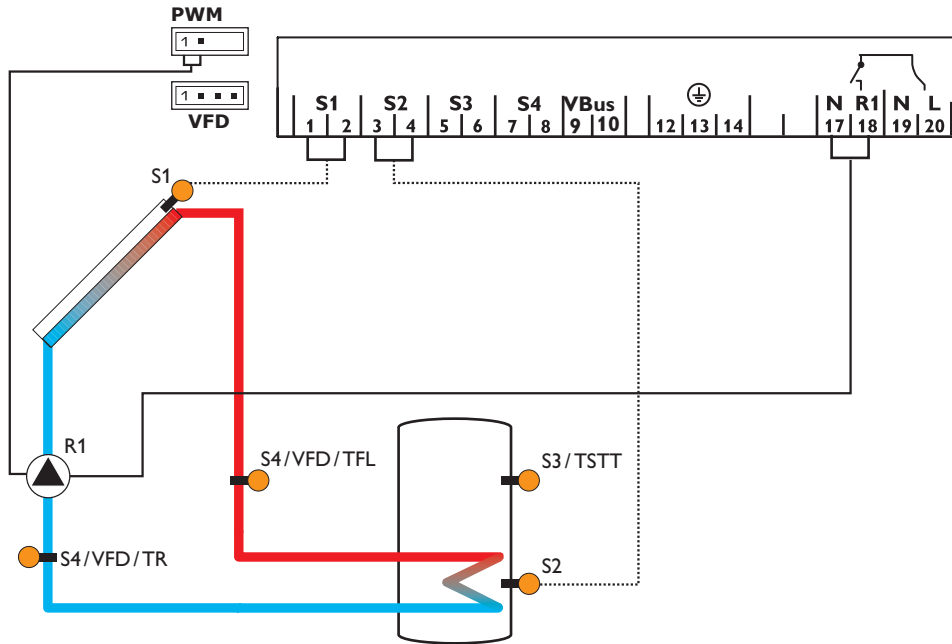 PWM
1
1
VFD
S1 S2 S3 S4 VBus N R1 N L
1 2 3 4 5 6 7 8 9 10 12 13 14 17 18 19 20
S1
R1
S4/VFD/TFL
S3/TSTT
S4/VFD/TR
S2